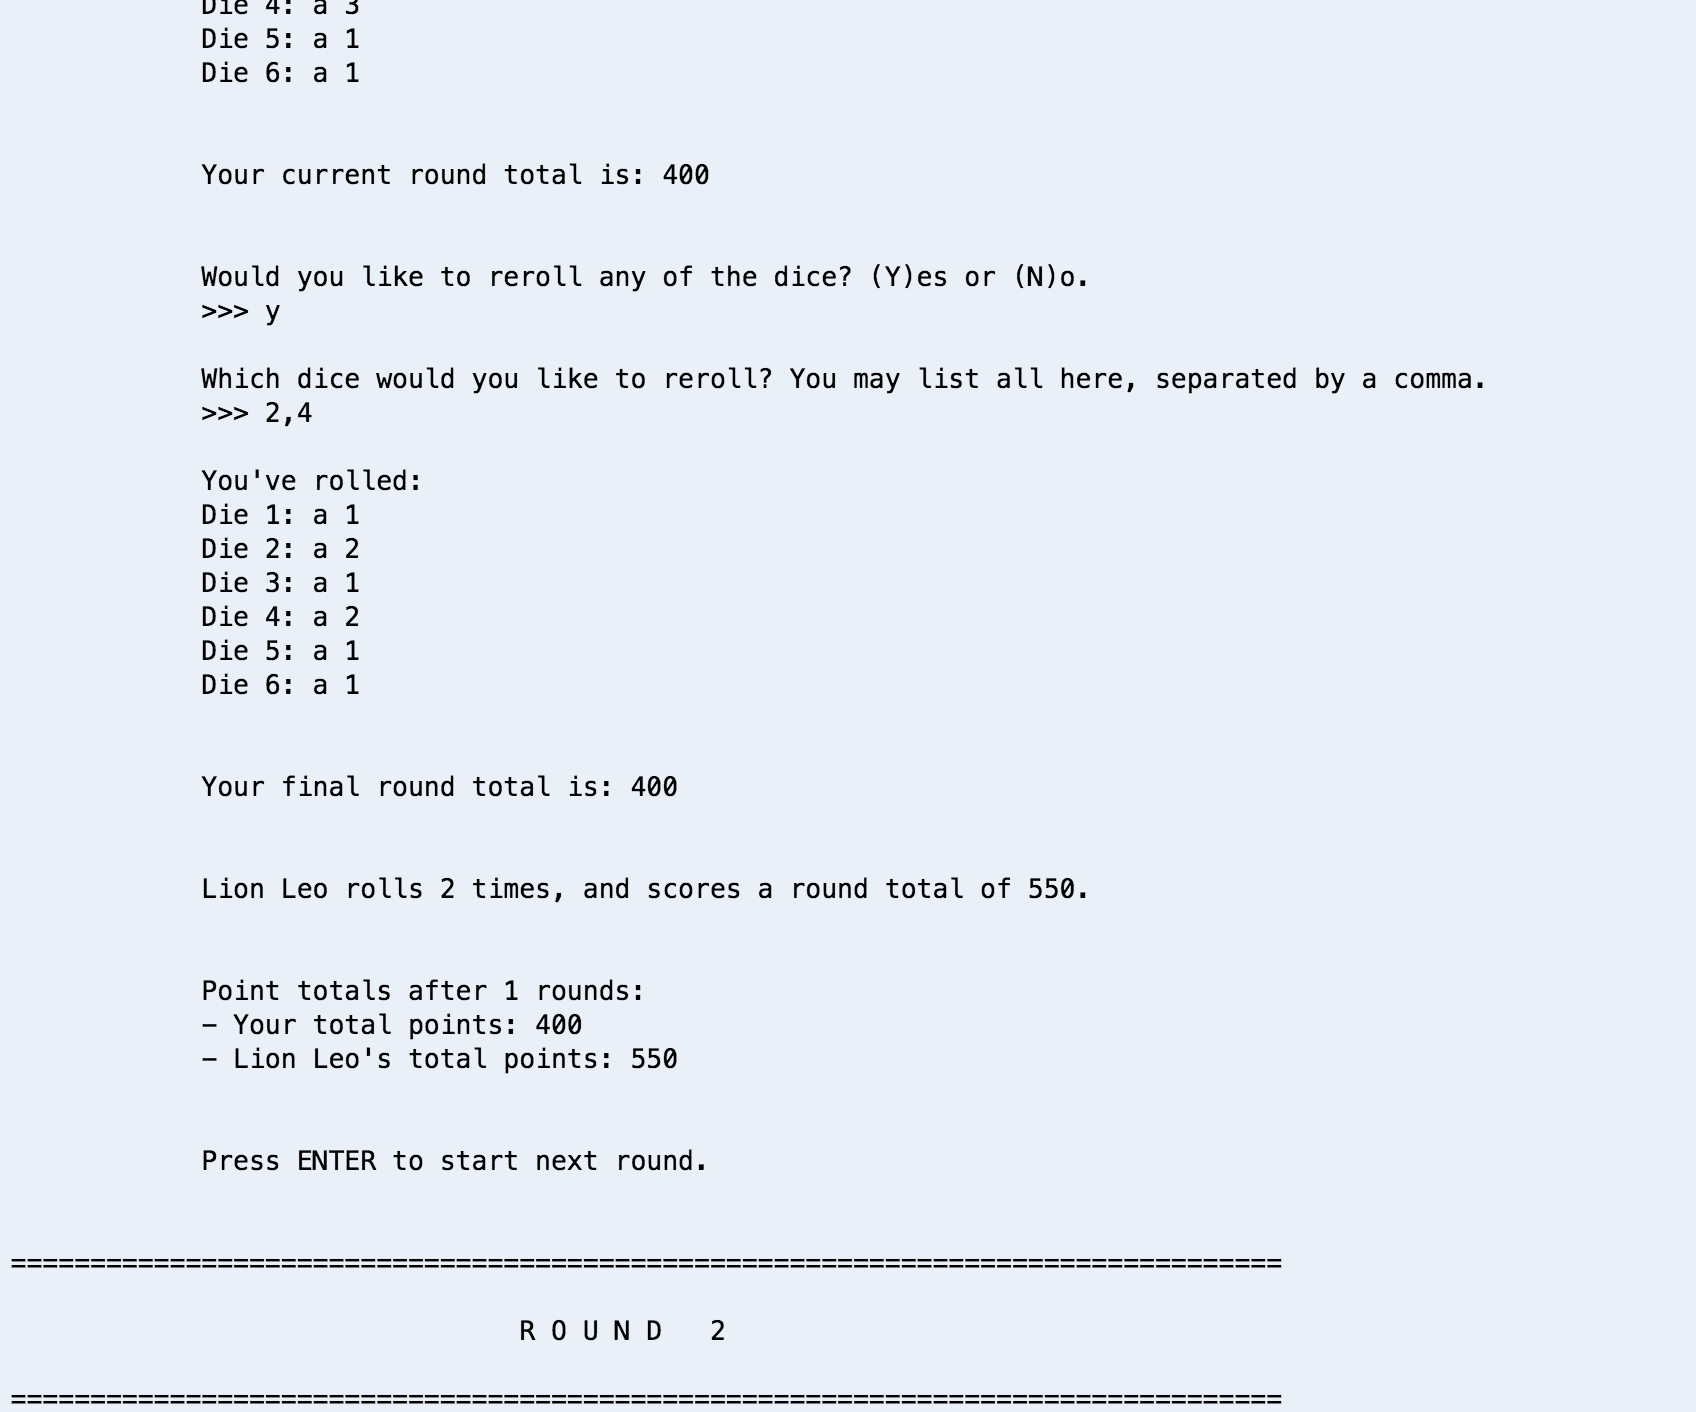 Die 4: a 3
Die 5: a 1
Die 6: a 1
Your current round total is: 400
Would you like to reroll any of the dice? (Y)es or (N)o.
>>> y
Which dice would you like to reroll? You may list all here, separated by a comma.
>>> 2,4
You've rolled:
Die 1: a 1
Die 2: a 2
Die 3: a 1
Die 4: a 2
Die 5: a 1
Die 6: a 1
Your final round total is: 400
Lion Leo rolls 2 times, and scores a round total of 550.
Point totals after 1 rounds:
– Your total points: 400
– Lion Leo's total points: 550
Press ENTER to start next round.
================================================================================
R O U N D   2
================================================================================